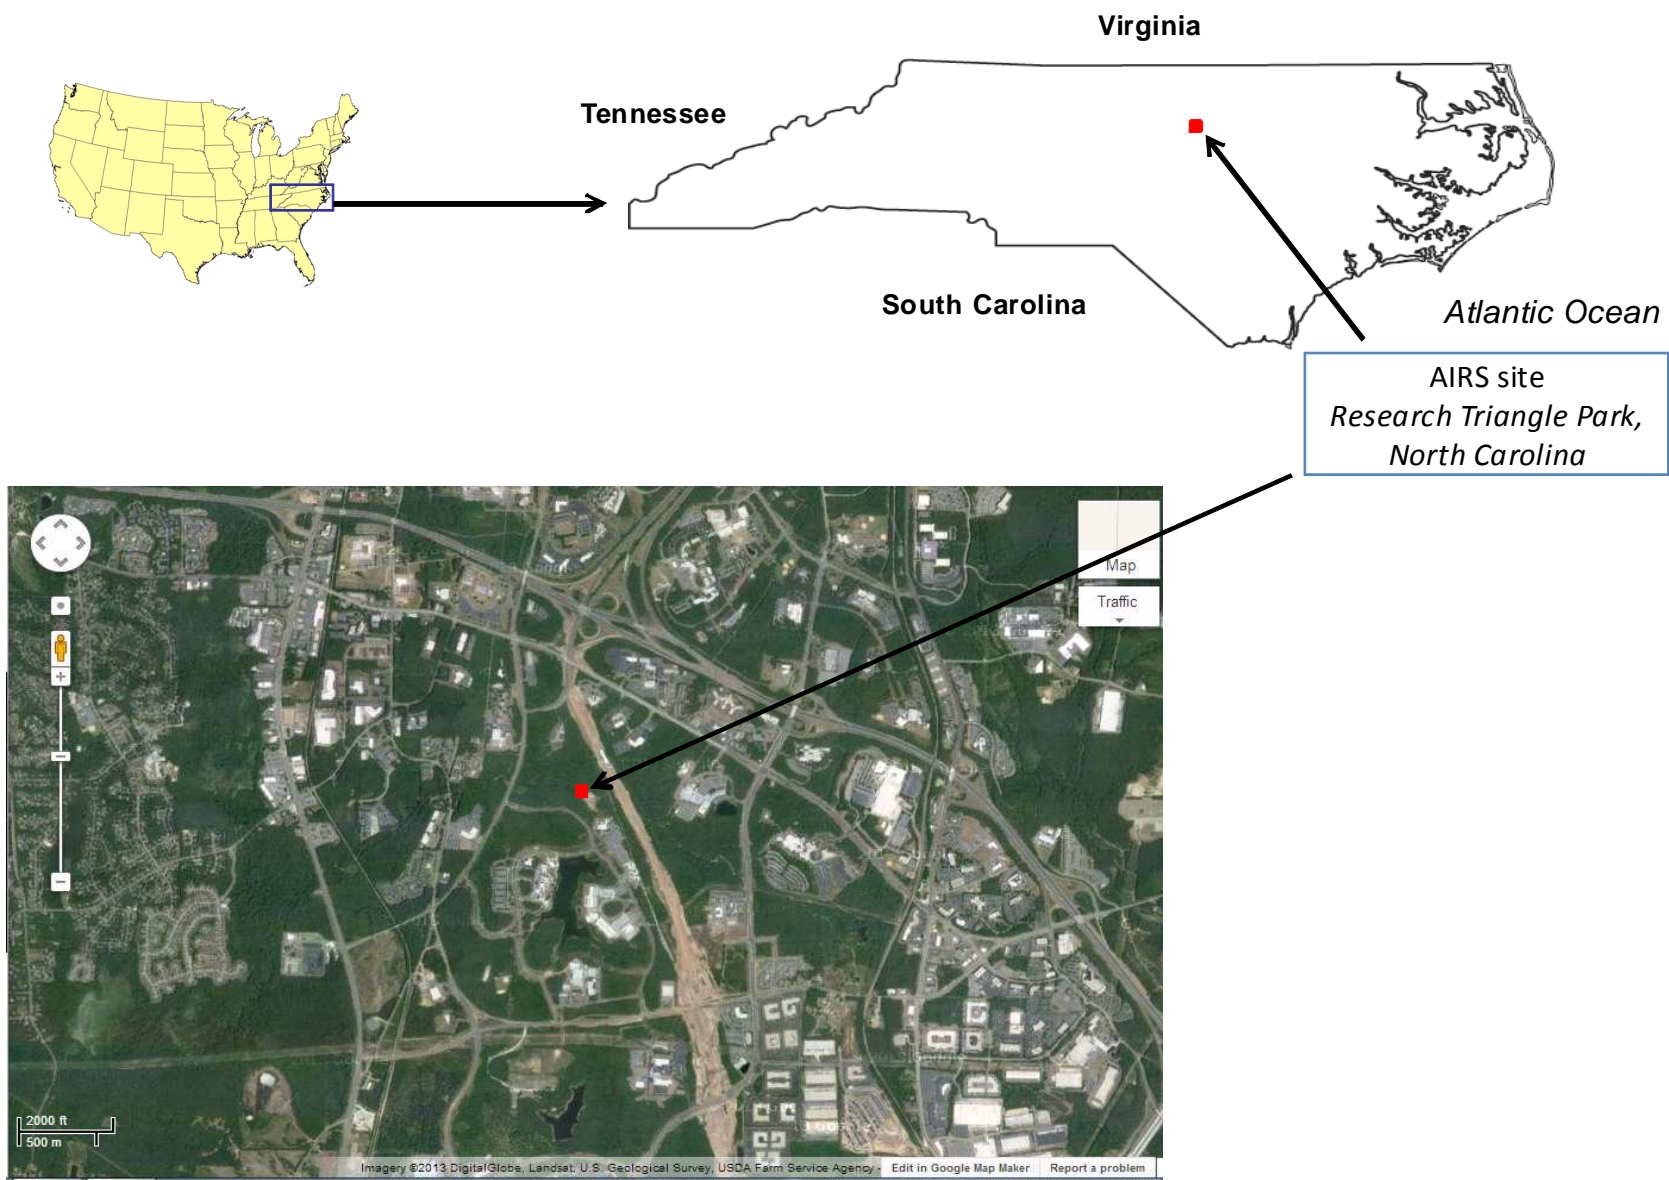 Virginia
Tennessee
South Carolina
Atlantic Ocean
AIRS site
Research Triangle Park,
North Carolina
Map
Traffic
+
2000 ft
500 m
Imagery ©2013 DigitalGlobe, Landsat, U.S. Geological Survey, USDA Farm Service Agency - Edit in Google Map Maker Report a problem